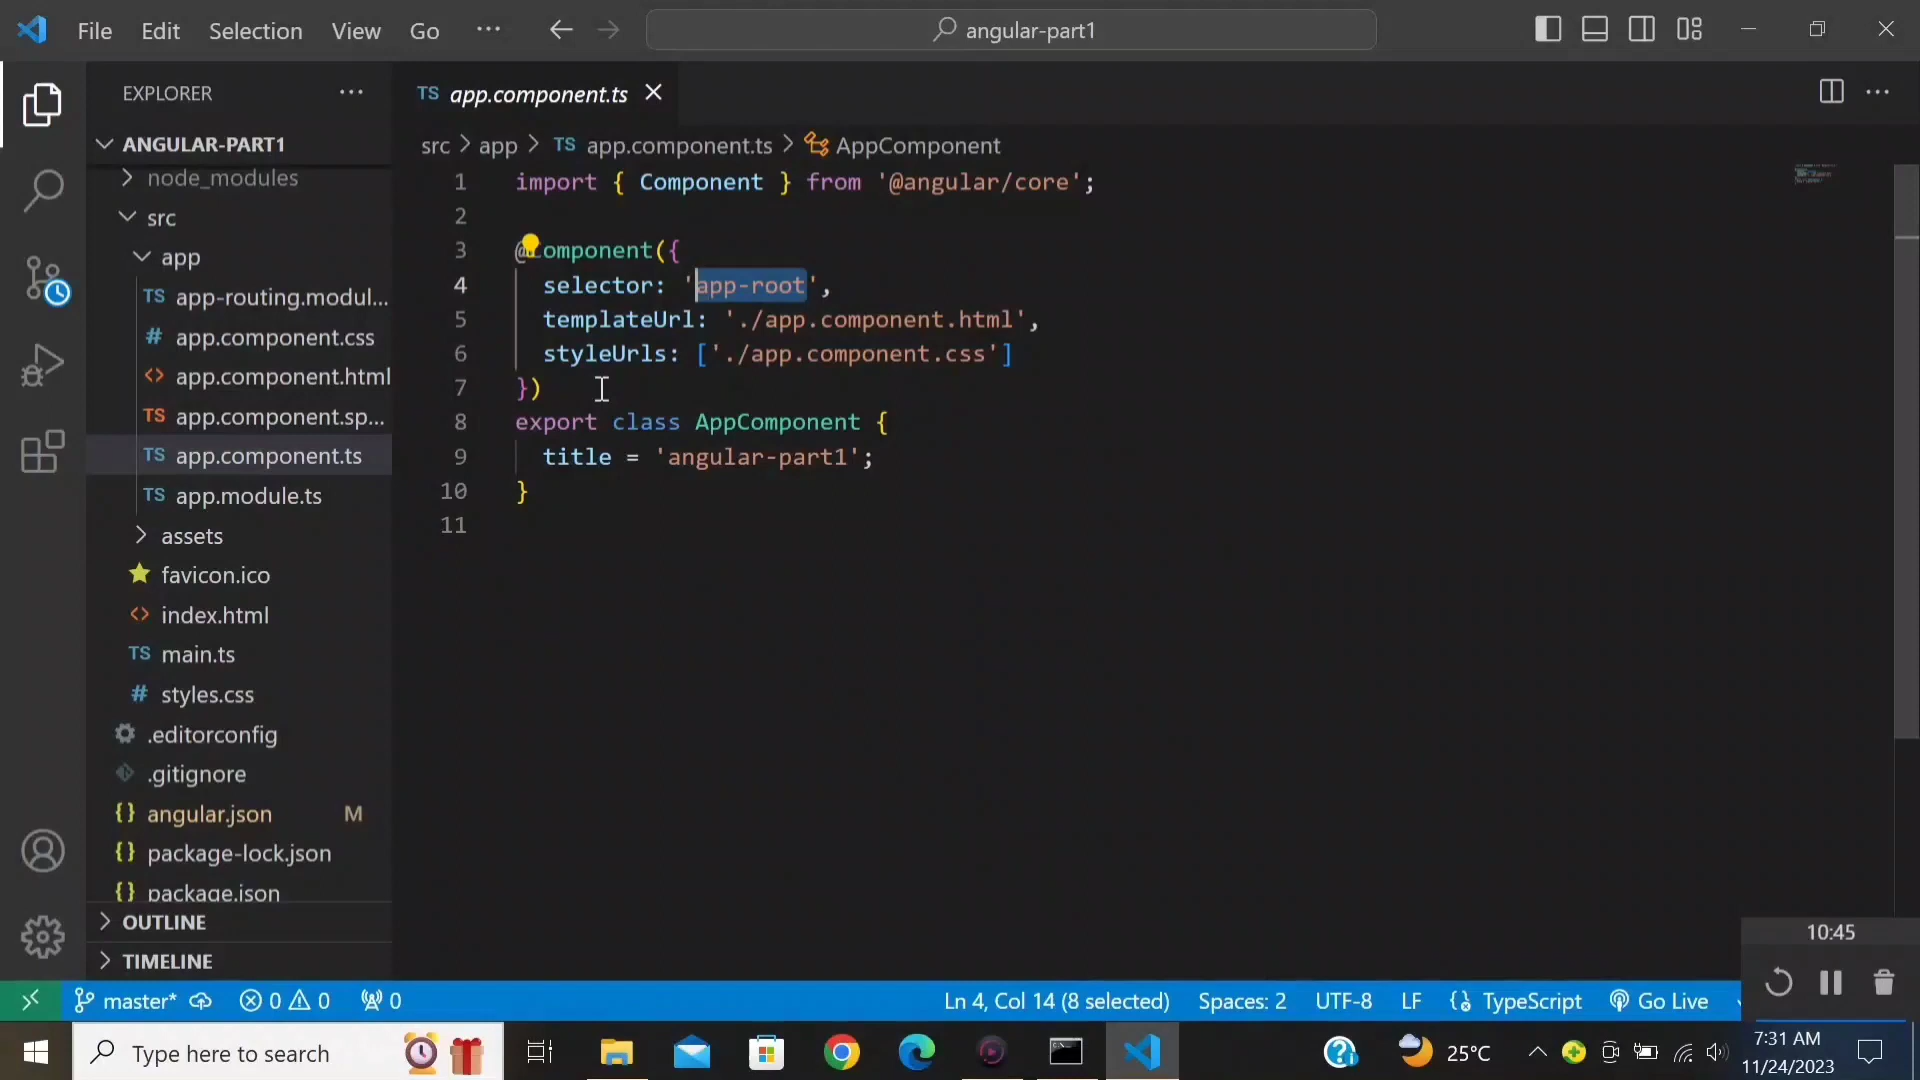 File Edit Selection View Go ··· angular-part1
EXPLORER ···
ANGULAR-PART1
node_modules
src
app
TS app-routing.modul...
# app.component.css
<> app.component.html
TS app.component.sp...
TS app.component.ts
TS app.module.ts
assets
favicon.ico
<> index.html
TS main.ts
# styles.css
.editorconfig
.gitignore
{} angular.json M
{} package-lock.json
{} package.json
OUTLINE
TIMELINE
TS app.component.ts
src > app > TS app.component.ts > AppComponent
1 import { Component } from '@angular/core';
2
3 @Component({
4 selector: 'app-root',
5 templateUrl: './app.component.html',
6 styleUrls: ['./app.component.css']
7 })
8 export class AppComponent {
9 title = 'angular-part1';
10 }
11
10:45
master* 0 0 0 Ln 4, Col 14 (8 selected) Spaces: 2 UTF-8 LF TypeScript Go Live
Type here to search 25°C 7:31 AM
11/24/2023